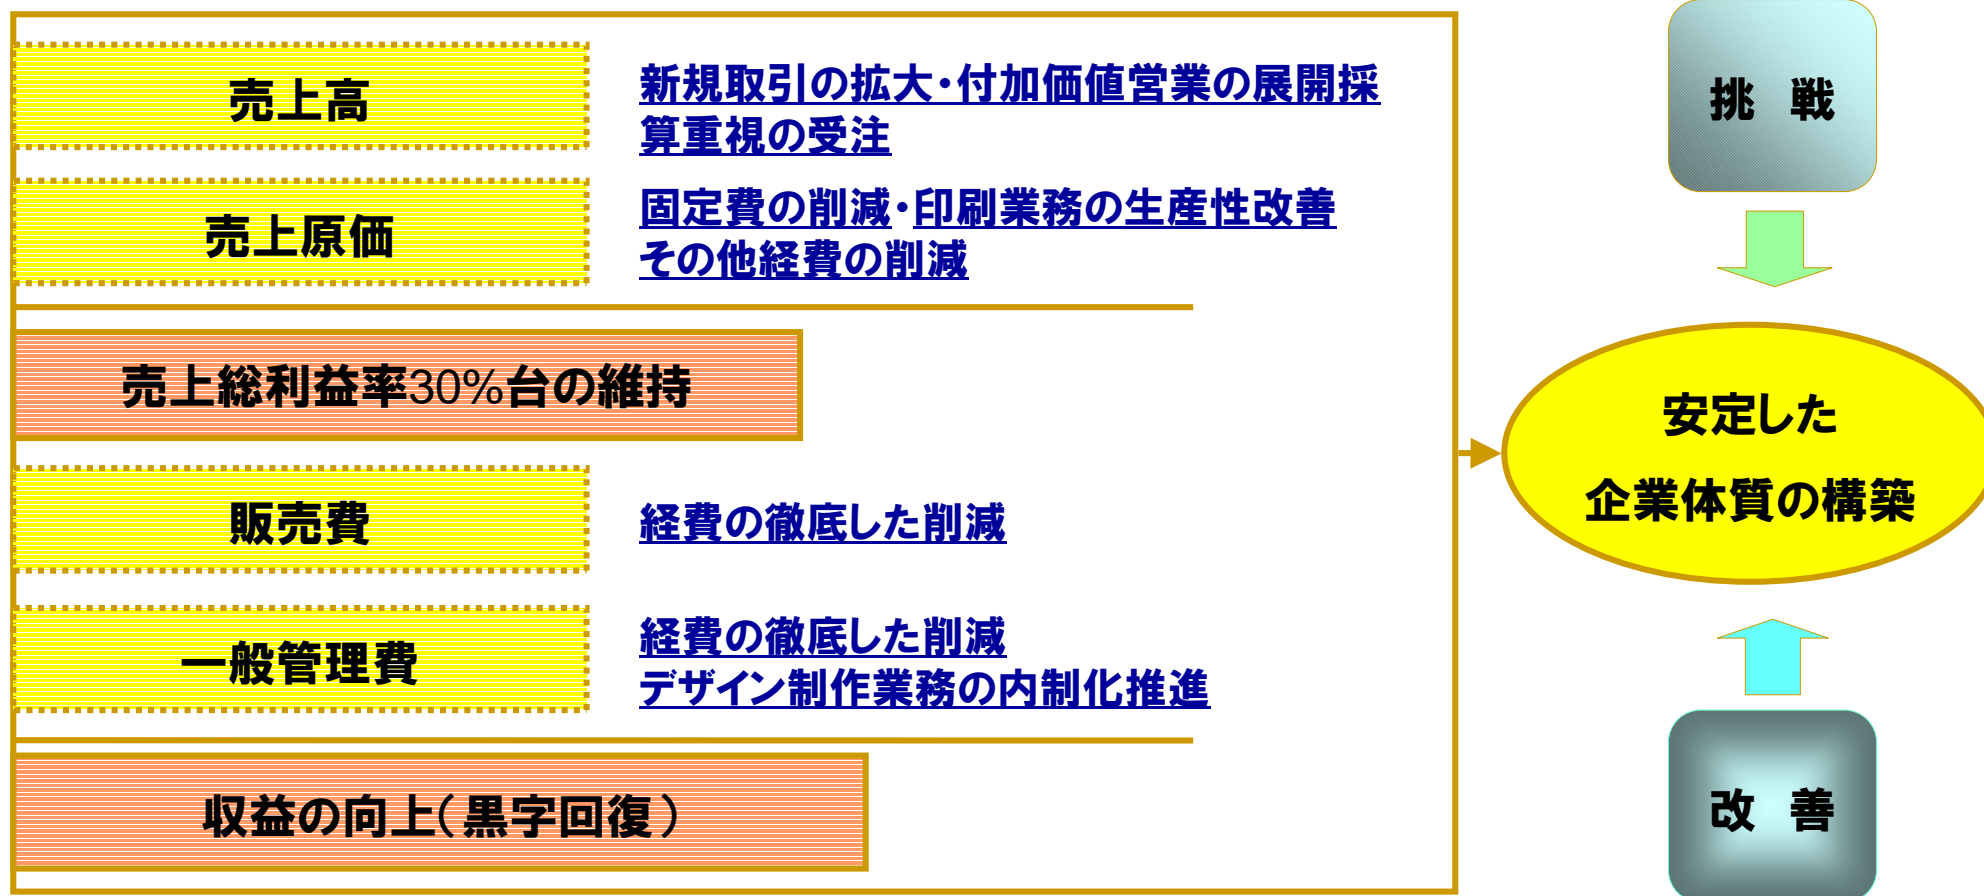 売上高
新規取引の拡大・付加価値営業の展開採
算重視の受注
売上原価
固定費の削減・印刷業務の生産性改善
その他経費の削減
売上総利益率30%台の維持
販売費
経費の徹底した削減
一般管理費
経費の徹底した削減
デザイン制作業務の内制化推進
収益の向上（黒字回復）
挑　戦
安定した
企業体質の構築
改　善